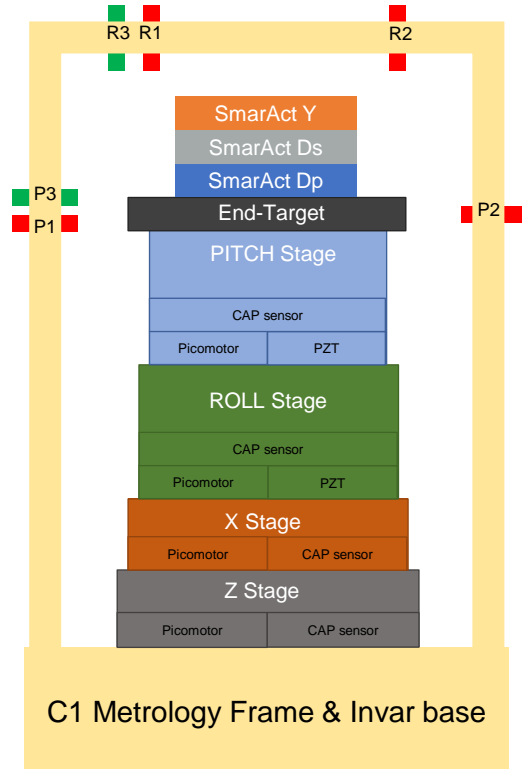 R3 R1 R2
SmarAct Y
SmarAct Ds
SmarAct Dp
P3
End-Target
P1
P2
PITCH Stage
CAP sensor
Picomotor PZT
ROLL Stage
CAP sensor
Picomotor PZT
X Stage
Picomotor CAP sensor
Z Stage
Picomotor CAP sensor
C1 Metrology Frame & Invar base